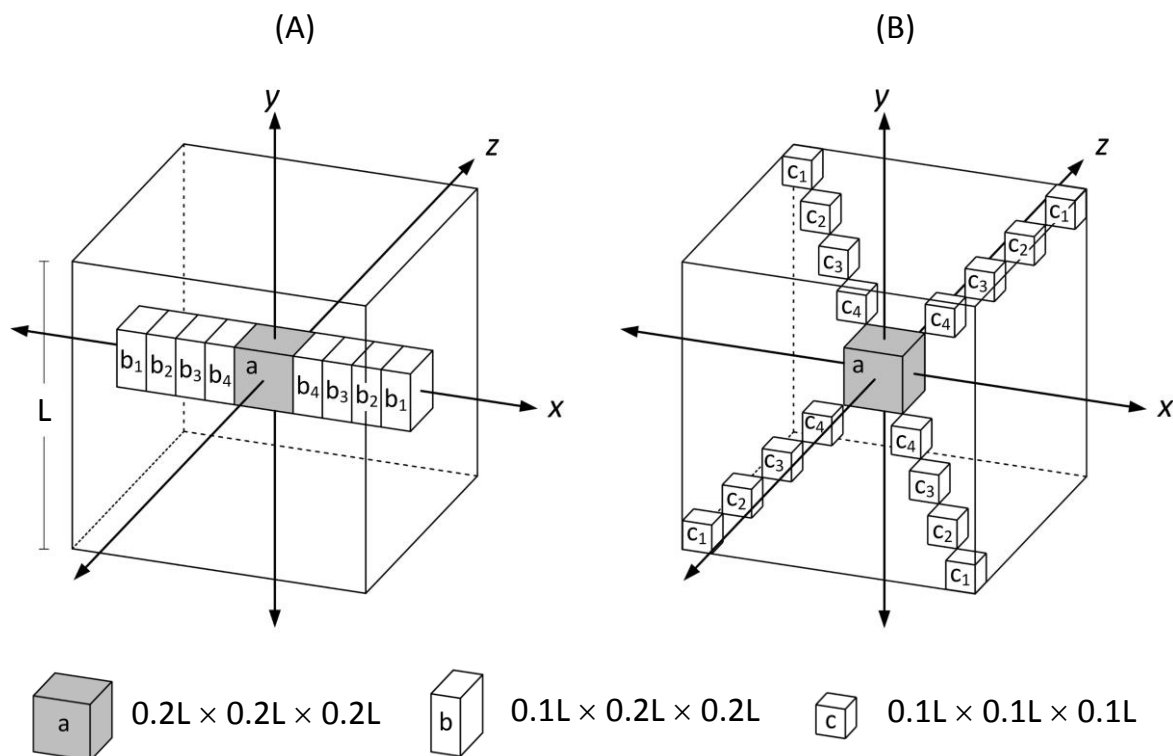 (A)
(B)
y
z
x
L
b₁ b₂ b₃ b₄ a b₄ b₃ b₂ b₁
y
z
x
c₁
c₂
c₃
c₄
c₁
c₂
c₃
c₄
a
c₄
c₃
c₂
c₁
c₄
c₃
c₂
c₁
a 0.2L × 0.2L × 0.2L
b 0.1L × 0.2L × 0.2L
c 0.1L × 0.1L × 0.1L